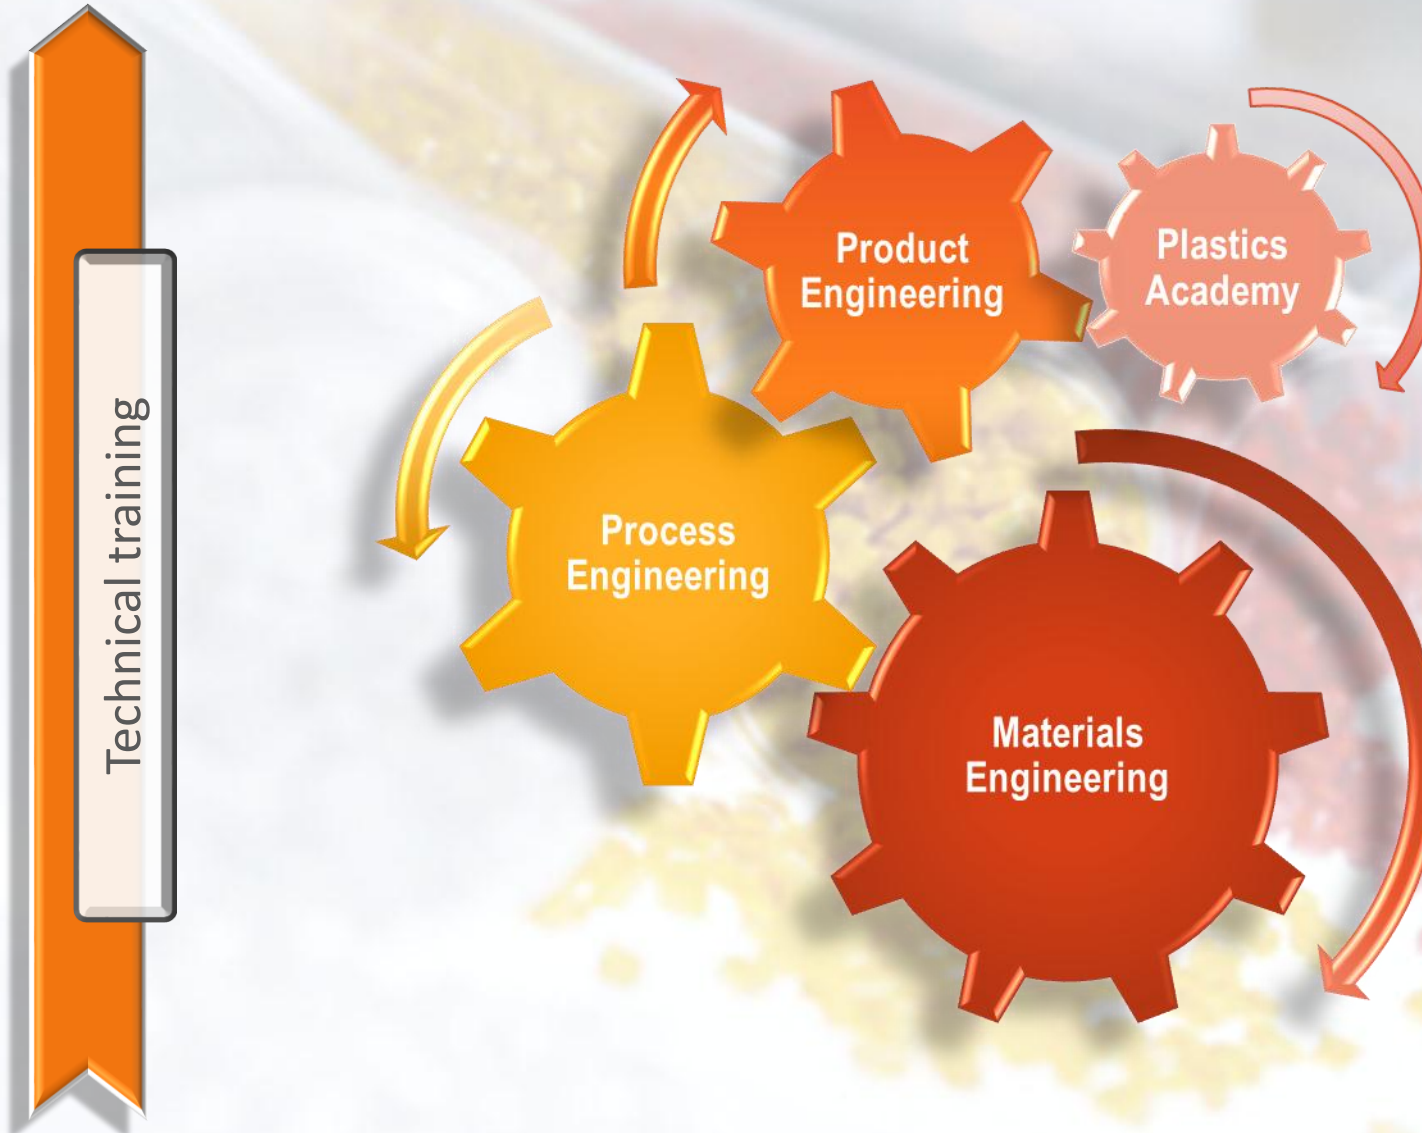 Technical training
Product
Engineering
Plastics
Academy
Process
Engineering
Materials
Engineering